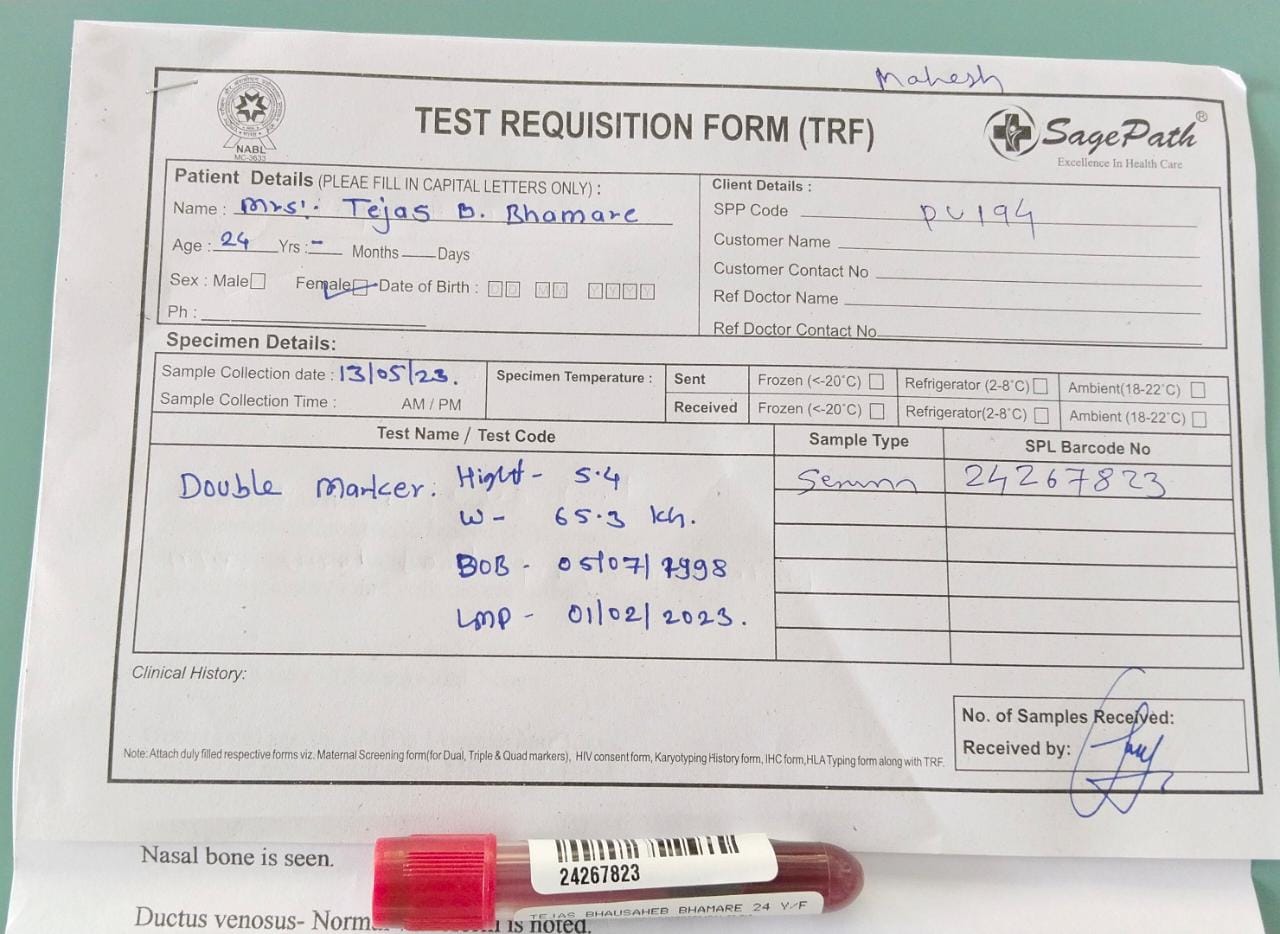 Mahesh
NABL
MC-3633
TEST REQUISITION FORM (TRF)
SagePath®
Excellence In Health Care
Patient Details (PLEAE FILL IN CAPITAL LETTERS ONLY) :
Name : Mrs. Tejas B. Bhamare
Age : 24 Yrs : - Months Days
Sex : Male Female Date of Birth : DD MM YYYY
Ph :
Client Details :
SPP Code PU194
Customer Name
Customer Contact No
Ref Doctor Name
Ref Doctor Contact No
Specimen Details:
Sample Collection date : 13/05/23.
Sample Collection Time : AM / PM
Specimen Temperature :
Sent Frozen (<-20°C) Refrigerator (2-8°C) Ambient(18-22°C)
Received Frozen (<-20°C) Refrigerator(2-8°C) Ambient (18-22°C)
Test Name / Test Code Sample Type SPL Barcode No
Double Marker. Hight - 5.4 Serum 24267823
W - 65.3 kh.
BOB - 05/07/1998
LMP - 01/02/2023.
Clinical History:
No. of Samples Received:
Received by:
Note: Attach duly filled respective forms viz. Maternal Screening form(for Dual, Triple & Quad markers), HIV consent form, Karyotyping History form, IHC form,HLA Typing form along with TRF.
Nasal bone is seen.
24267823
TEJAS BHAUSAHEB BHAMARE 24 Y/F
Ductus venosus- Norm is noted.